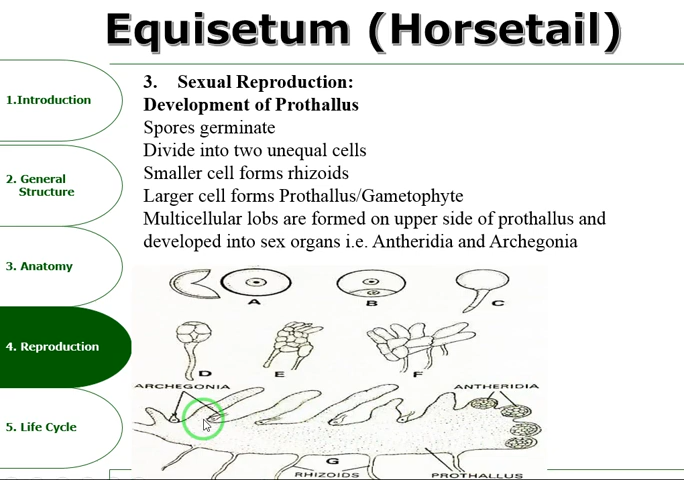 Equisetum (Horsetail)
1.Introduction
2. General
Structure
3. Anatomy
4. Reproduction
5. Life Cycle
3. Sexual Reproduction:
Development of Prothallus
Spores germinate
Divide into two unequal cells
Smaller cell forms rhizoids
Larger cell forms Prothallus/Gametophyte
Multicellular lobs are formed on upper side of prothallus and
developed into sex organs i.e. Antheridia and Archegonia
A
B
C
D
E
F
ARCHEGONIA
ANTHERIDIA
G
RHIZOIDS
PROTHALLUS